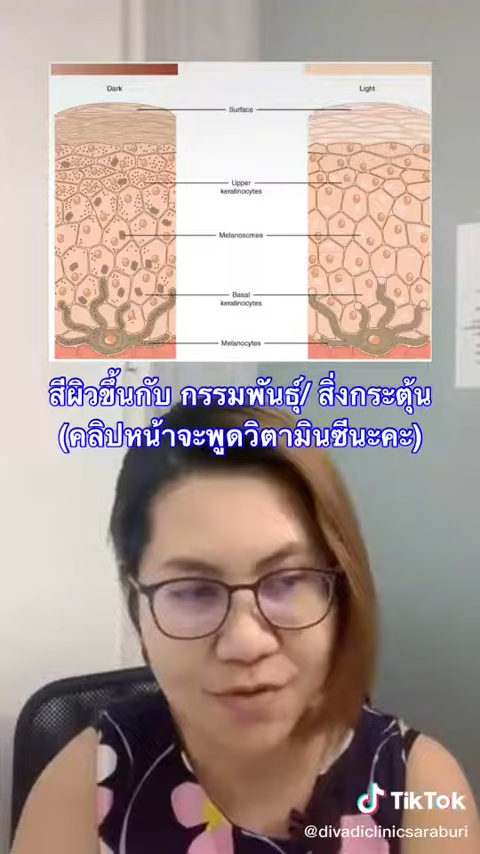 Dark
Light
Surface
Upper
keratinocytes
Melanosomes
Basal
keratinocytes
Melanocytes
สีผิวขึ้นกับ กรรมพันธุ์/ สิ่งกระตุ้น
(คลิปหน้าจะพูดวิตามินซีนะคะ)
TikTok
@divadiclinicsaraburi